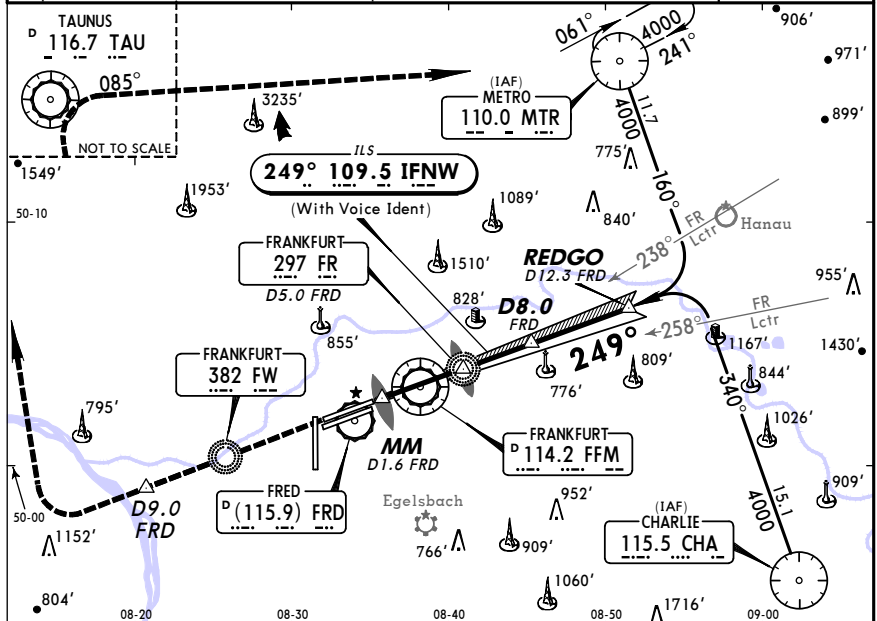 TAUNUS
D 116.7 TAU
085°
NOT TO SCALE
061°
4000
241°
906'
971'
899'
(IAF)
METRO
110.0 MTR
11.7
4000
160°
3235'
1549'
1953'
ILS
249° 109.5 IFNW
(With Voice Ident)
775'
840'
1089'
1510'
50-10
Hanau
238° FR
Lctr
FRANKFURT
297 FR
D5.0 FRD
REDGO
D12.3 FRD
955'
828'
D8.0
FRD
FR
258°
Lctr
855'
249°
1167'
1430'
FRANKFURT
382 FW
776'
809'
844'
340°
795'
MM
D1.6 FRD
1026'
FRANKFURT
D 114.2 FFM
D9.0
FRD
FRED
D (115.9) FRD
Egelsbach
952'
909'
15.1
4000
50-00
1152'
766'
909'
(IAF)
CHARLIE
115.5 CHA
804'
1060'
1716'
08-20
08-30
08-40
08-50
09-00